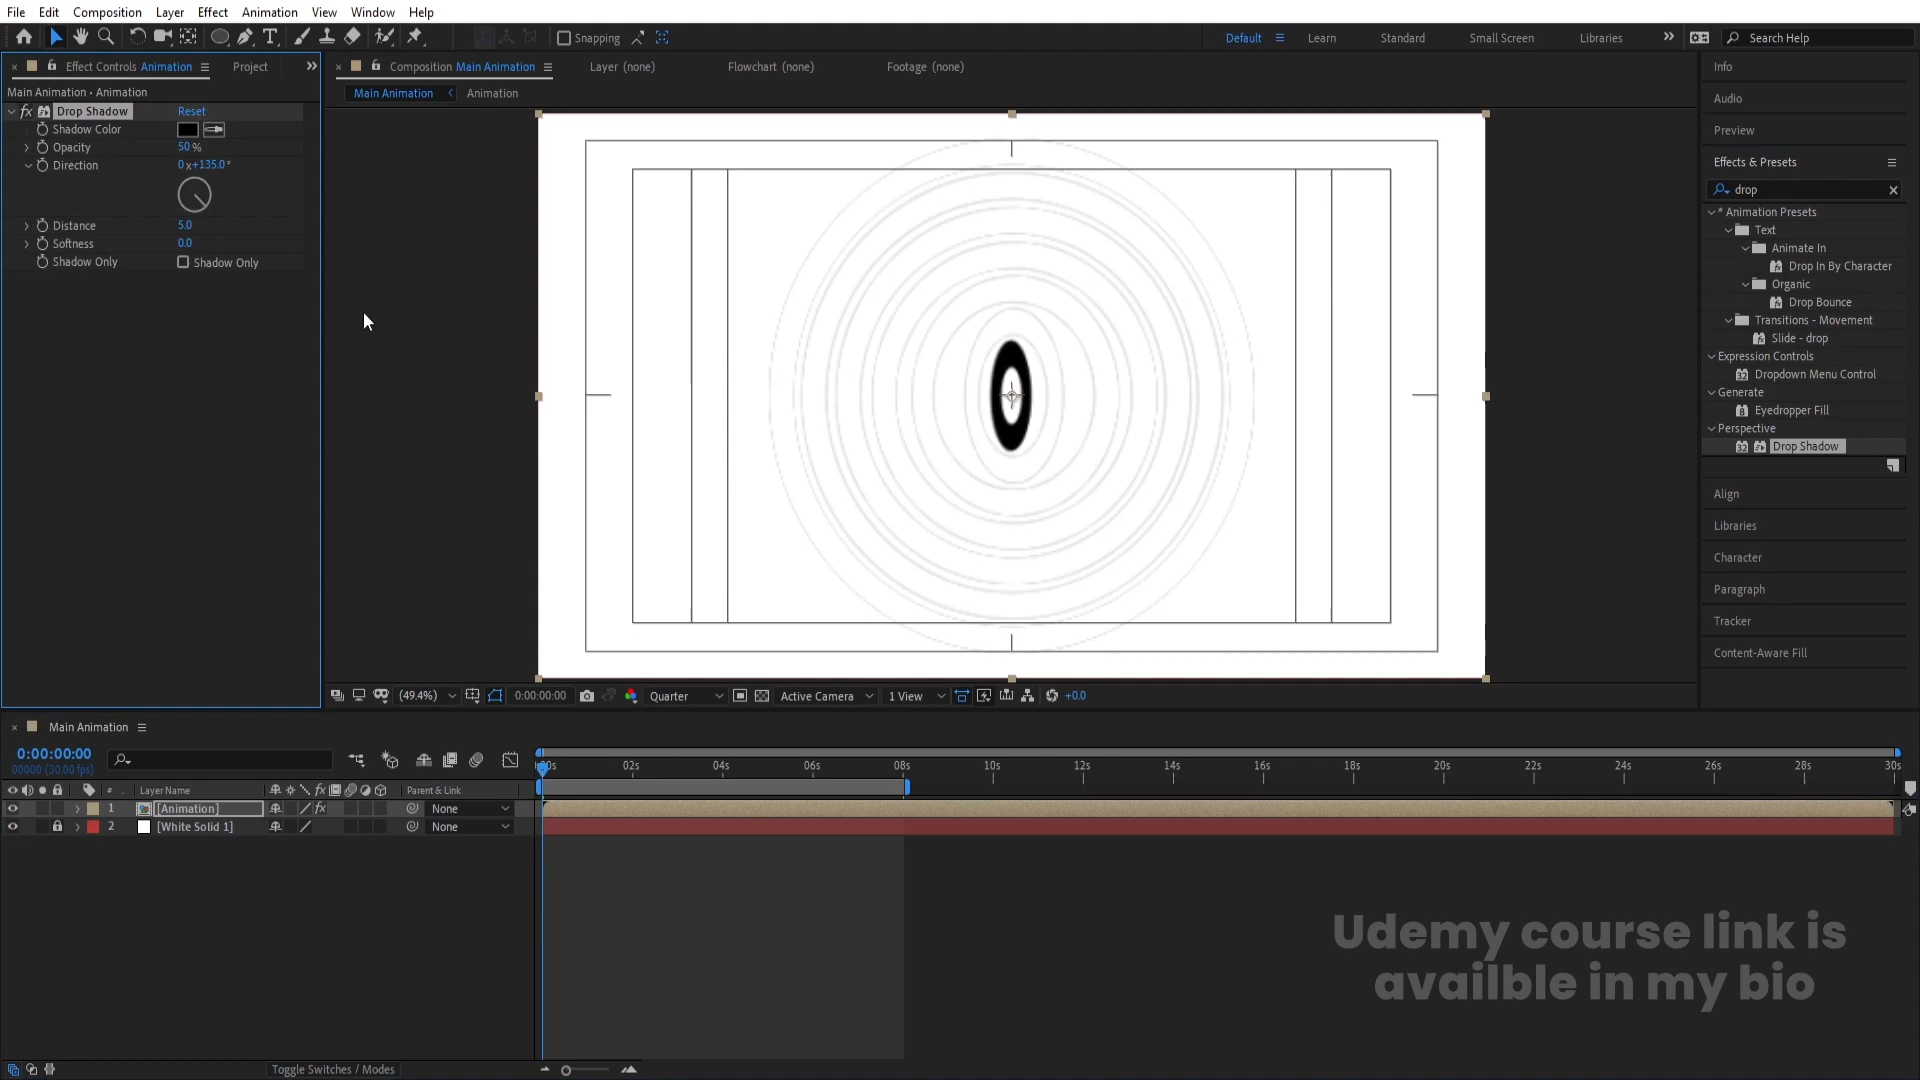 File Edit Composition Layer Effect Animation View Window Help
Snapping
Default Learn Standard Small Screen Libraries
Search Help
Effect Controls Animation Project
Main Animation • Animation
fx Drop Shadow Reset
Shadow Color
Opacity 50 %
Direction 0x+135.0°
Distance 5.0
Softness 0.0
Shadow Only Shadow Only
Composition Main Animation Layer (none) Flowchart (none) Footage (none)
Main Animation Animation
(49.4%) 0:00:00:00 Quarter Active Camera 1 View +0.0
Info
Audio
Preview
Effects & Presets
drop
* Animation Presets
Text
Animate In
Drop In By Character
Organic
Drop Bounce
Transitions - Movement
Slide - drop
Expression Controls
Dropdown Menu Control
Generate
Eyedropper Fill
Perspective
Drop Shadow
Align
Libraries
Character
Paragraph
Tracker
Content-Aware Fill
Main Animation
0:00:00:00
00000 (30.00 fps)
02s 04s 06s 08s 10s 12s 14s 16s 18s 20s 22s 24s 26s 28s 30s
# Layer Name Parent & Link
1 [Animation] fx None
2 [White Solid 1] None
Udemy course link is
availble in my bio
Toggle Switches / Modes